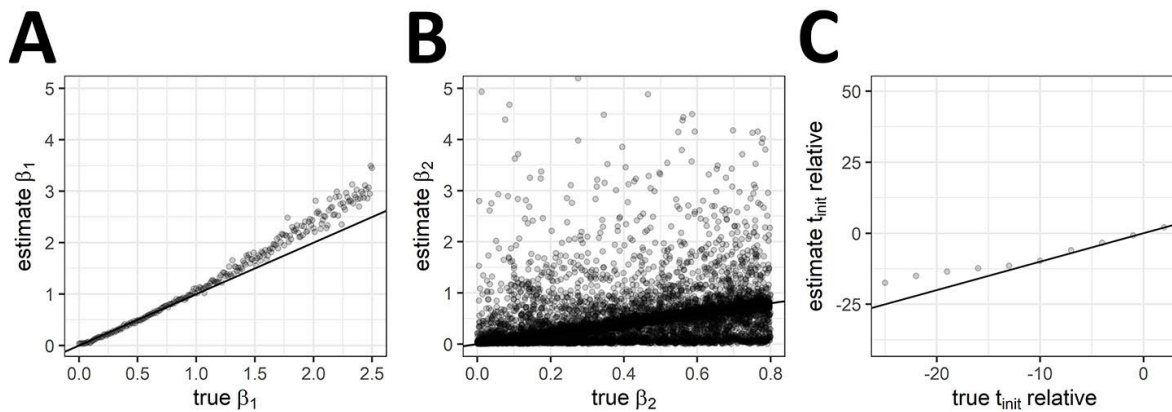 A
B
C
estimate β1
5
4
3
2
1
0
0.0 0.5 1.0 1.5 2.0 2.5
true β1
estimate β2
5
4
3
2
1
0
0.0 0.2 0.4 0.6 0.8
true β2
estimate tinit relative
50
25
0
-25
-20 -10 0
true tinit relative